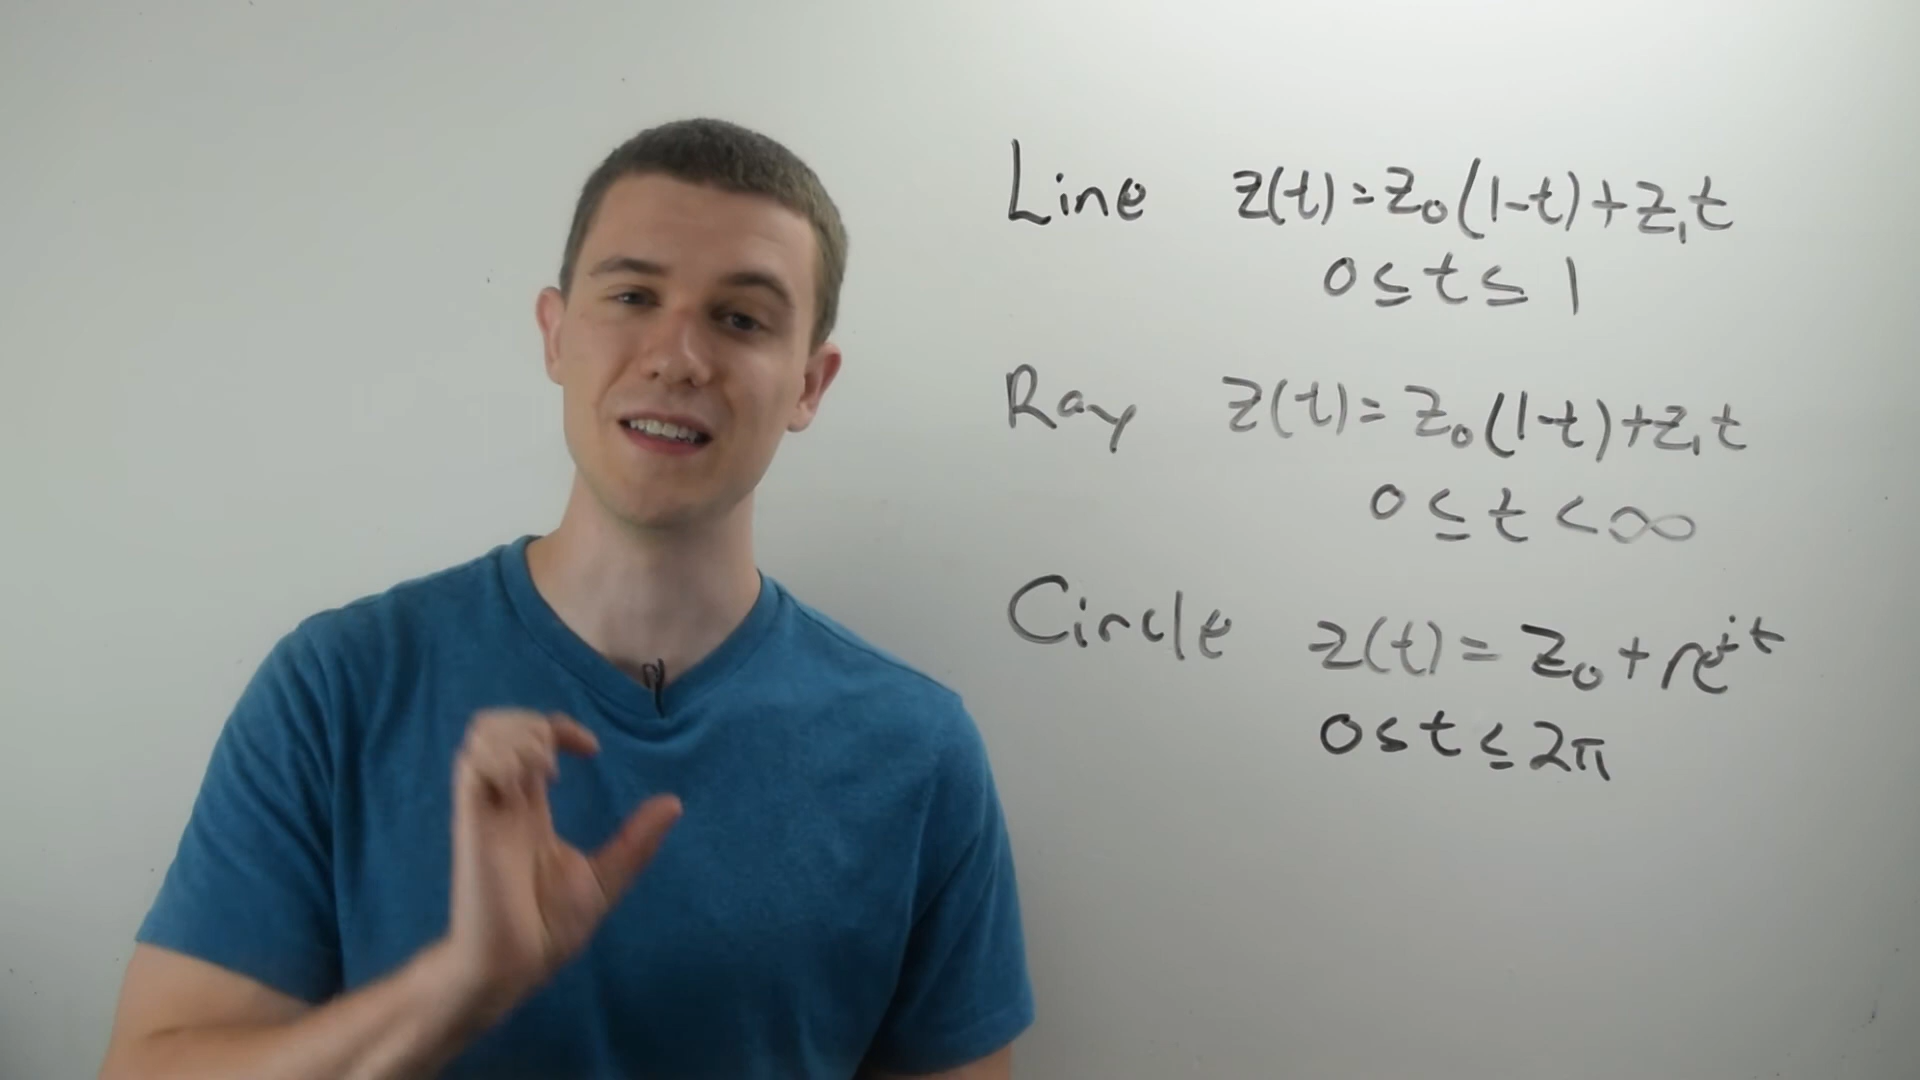 Line z(t)=z₀(1-t)+z₁t
0≤t≤1
Ray z(t)=z₀(1-t)+z₁t
0≤t<∞
Circle z(t)=z₀+re^{it}
0≤t≤2π